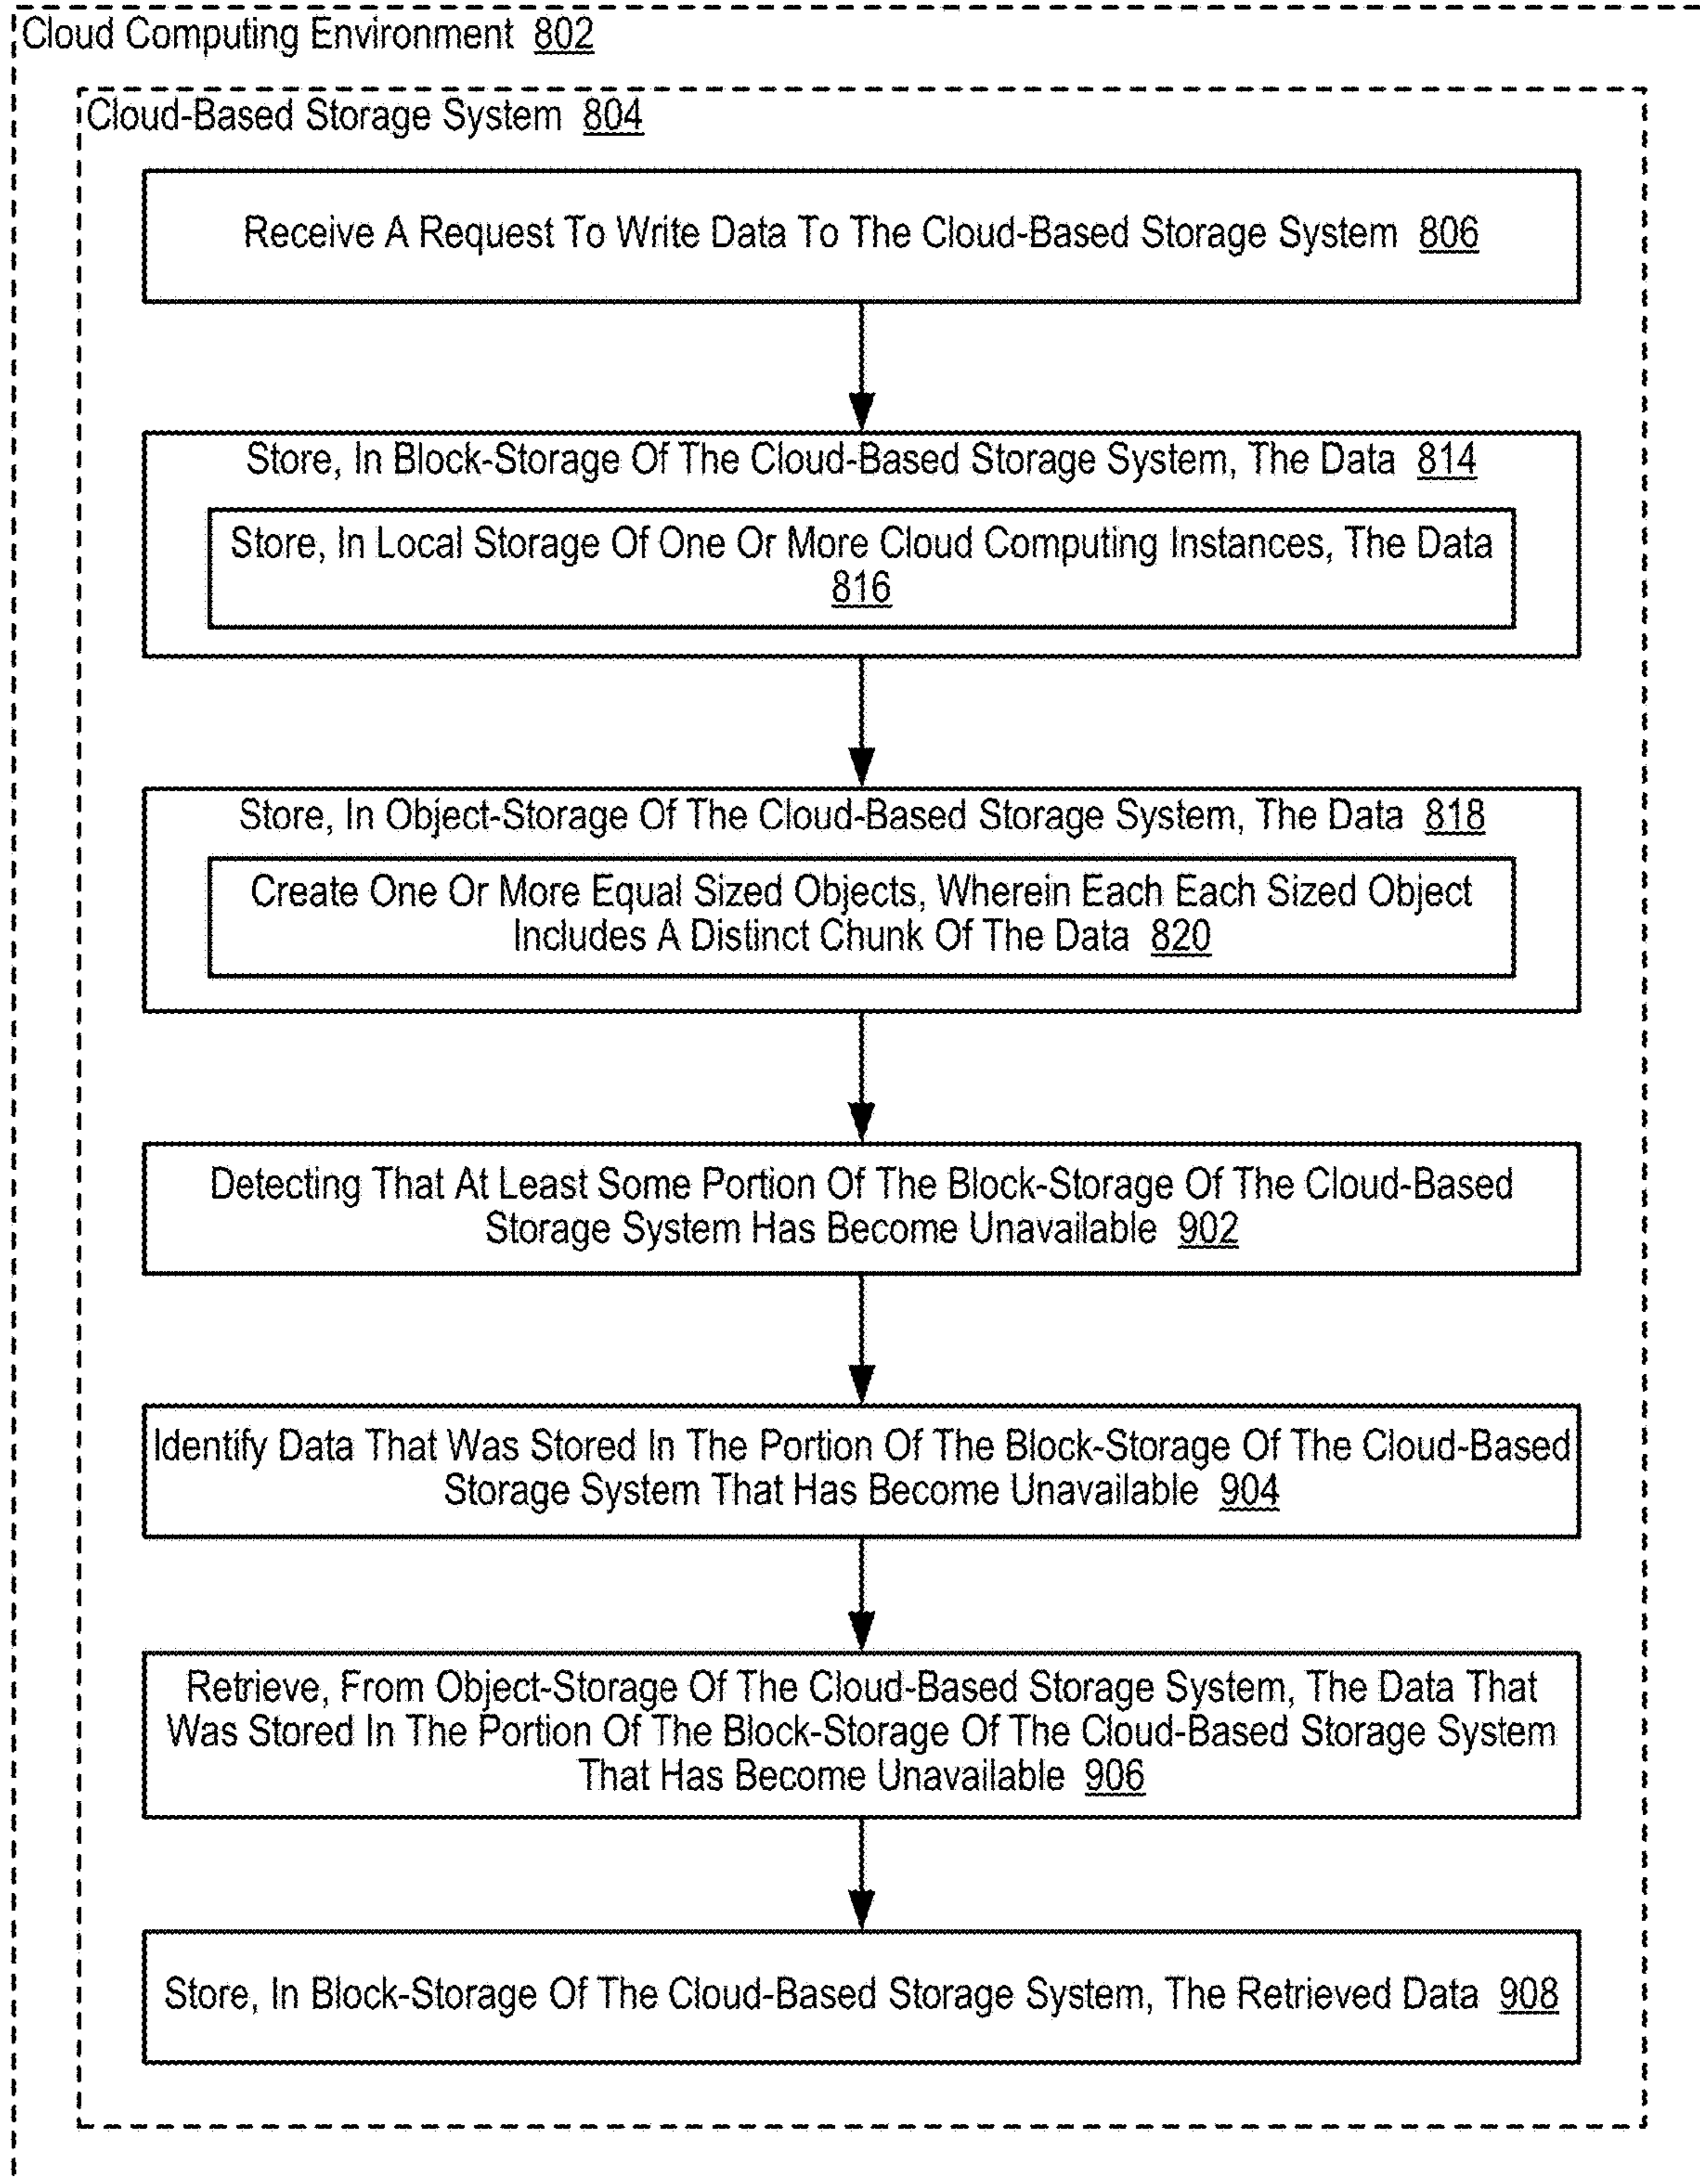 Cloud Computing Environment 802
Cloud-Based Storage System 804
Receive A Request To Write Data To The Cloud-Based Storage System 806
Store, In Block-Storage Of The Cloud-Based Storage System, The Data 814
Store, In Local Storage Of One Or More Cloud Computing Instances, The Data
816
Store, In Object-Storage Of The Cloud-Based Storage System, The Data 818
Create One Or More Equal Sized Objects, Wherein Each Each Sized Object
Includes A Distinct Chunk Of The Data 820
Detecting That At Least Some Portion Of The Block-Storage Of The Cloud-Based
Storage System Has Become Unavailable 902
Identify Data That Was Stored In The Portion Of The Block-Storage Of The Cloud-Based
Storage System That Has Become Unavailable 904
Retrieve, From Object-Storage Of The Cloud-Based Storage System, The Data That
Was Stored In The Portion Of The Block-Storage Of The Cloud-Based Storage System
That Has Become Unavailable 906
Store, In Block-Storage Of The Cloud-Based Storage System, The Retrieved Data 908